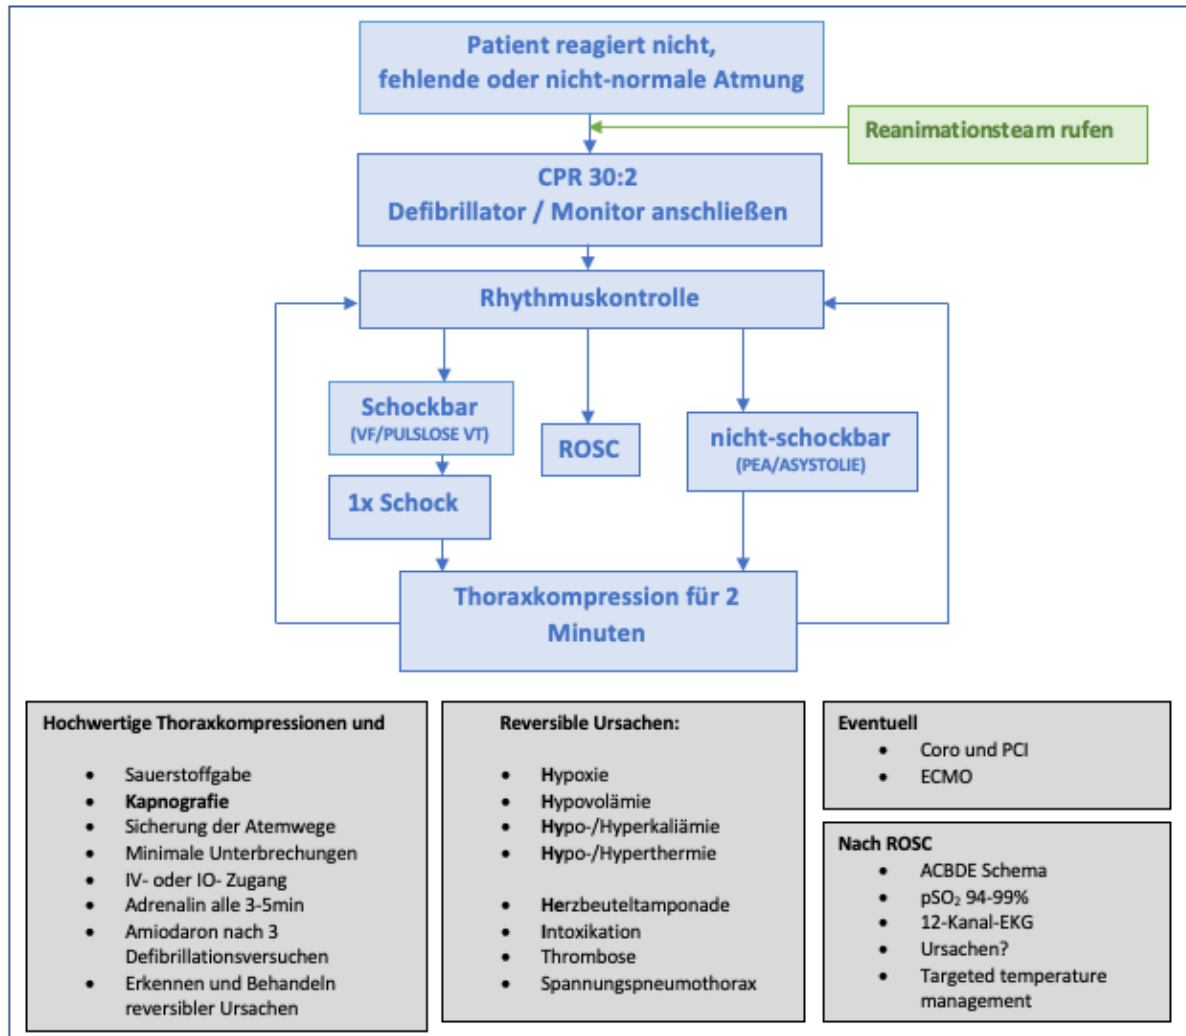 Patient reagiert nicht,
fehlende oder nicht-normale Atmung
Reanimationsteam rufen
CPR 30:2
Defibrillator / Monitor anschließen
Rhythmuskontrolle
Schockbar
(VF/PULSLOSE VT)
ROSC
nicht-schockbar
(PEA/ASYSTOLIE)
1x Schock
Thoraxkompression für 2
Minuten
Hochwertige Thoraxkompressionen und
• Sauerstoffgabe
• Kapnografie
• Sicherung der Atemwege
• Minimale Unterbrechungen
• IV- oder IO- Zugang
• Adrenalin alle 3-5min
• Amiodaron nach 3
Defibrillationsversuchen
• Erkennen und Behandeln
reversibler Ursachen
Reversible Ursachen:
• Hypoxie
• Hypovolämie
• Hypo-/Hyperkaliämie
• Hypo-/Hyperthermie
• Herzbeuteltamponade
• Intoxikation
• Thrombose
• Spannungspneumothorax
Eventuell
• Coro und PCI
• ECMO
Nach ROSC
• ACBDE Schema
• pSO₂ 94-99%
• 12-Kanal-EKG
• Ursachen?
• Targeted temperature
management